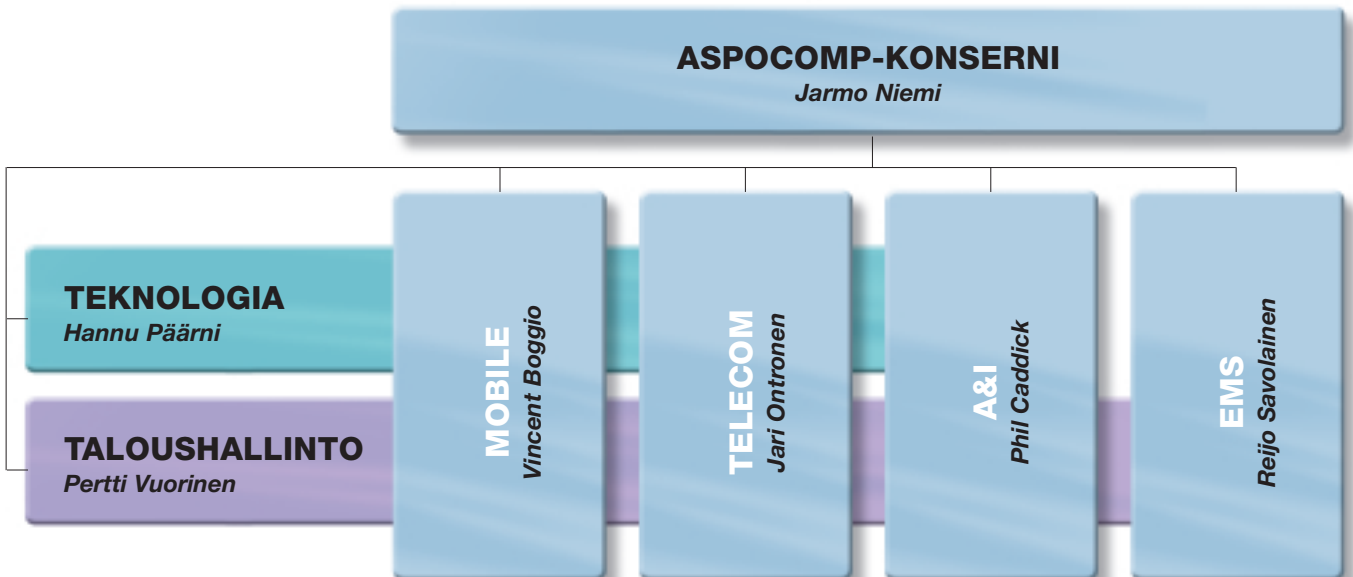 ASPOCOMP-KONSERNI
Jarmo Niemi
TEKNOLOGIA
Hannu Päärni
TALOUSHALLINTO
Pertti Vuorinen
MOBILE
Vincent Boggio
TELECOM
Jari Ontronen
A&I
Phil Caddick
EMS
Reijo Savolainen